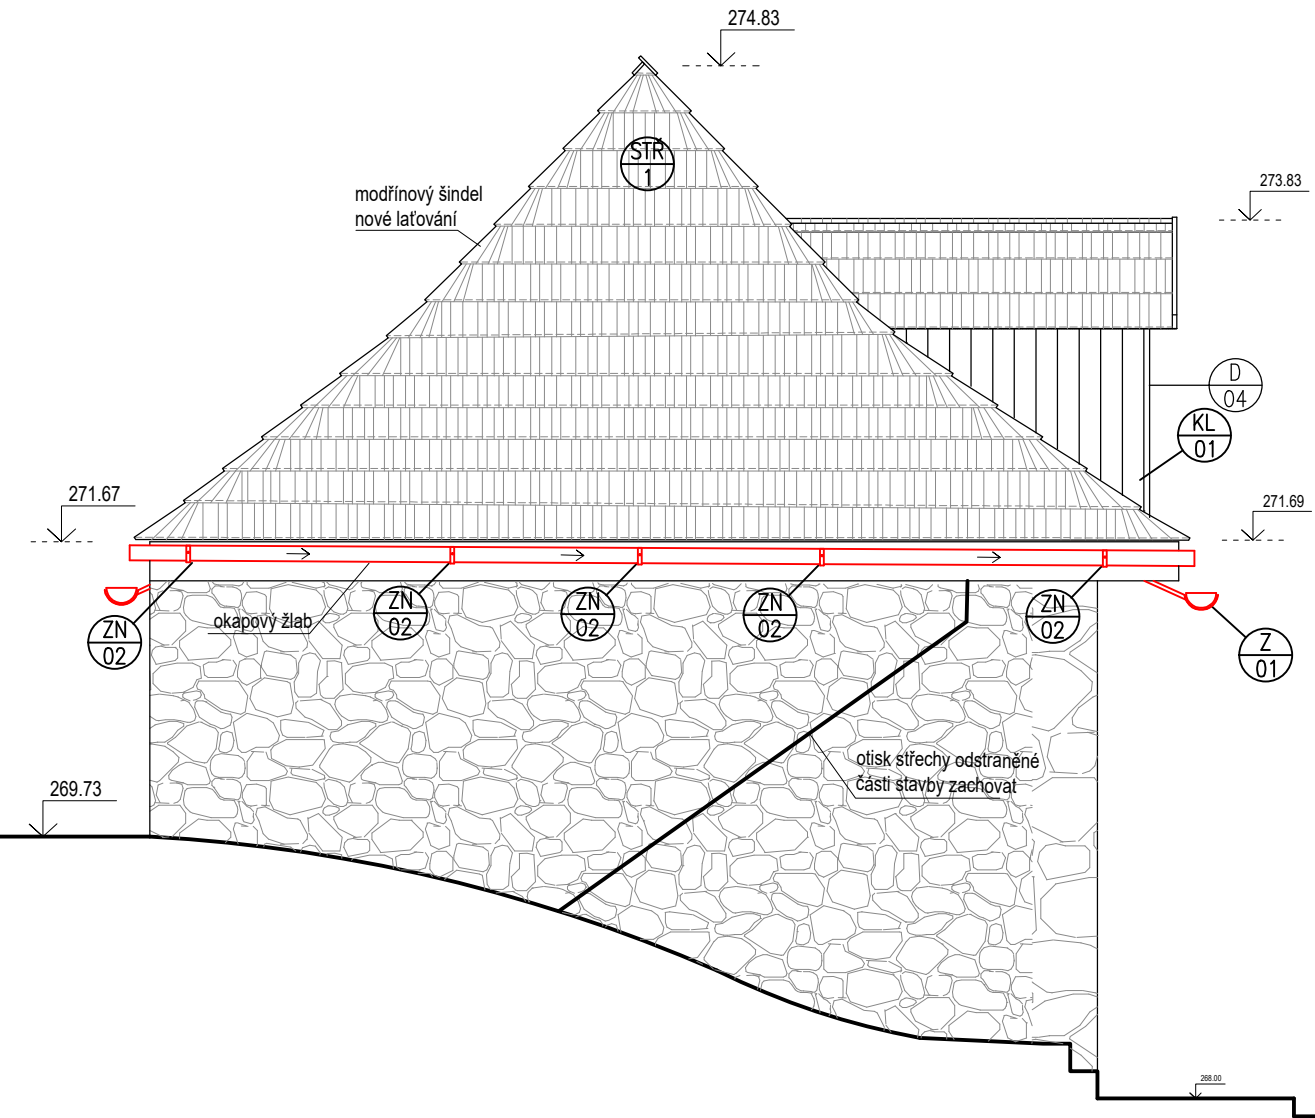 274.83
STŘ
1
modřínový šindel
nové laťování
273.83
D
04
KL
01
271.67
271.69
ZN
02
okapový žlab
ZN
02
ZN
02
ZN
02
ZN
02
Z
01
otisk střechy odstraněné
části stavby zachovat
269.73
268.00